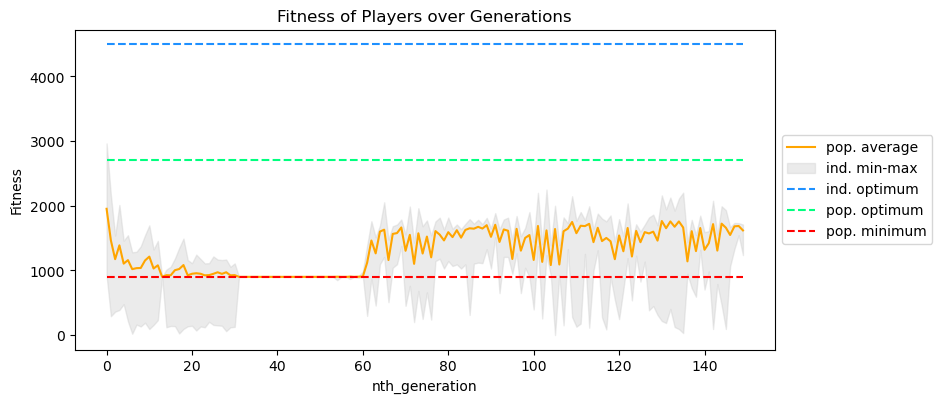 Fitness of Players over Generations
Fitness
4000
3000
2000
1000
0
0
20
40
60
80
100
120
140
nth_generation
pop. average
ind. min-max
ind. optimum
pop. optimum
pop. minimum